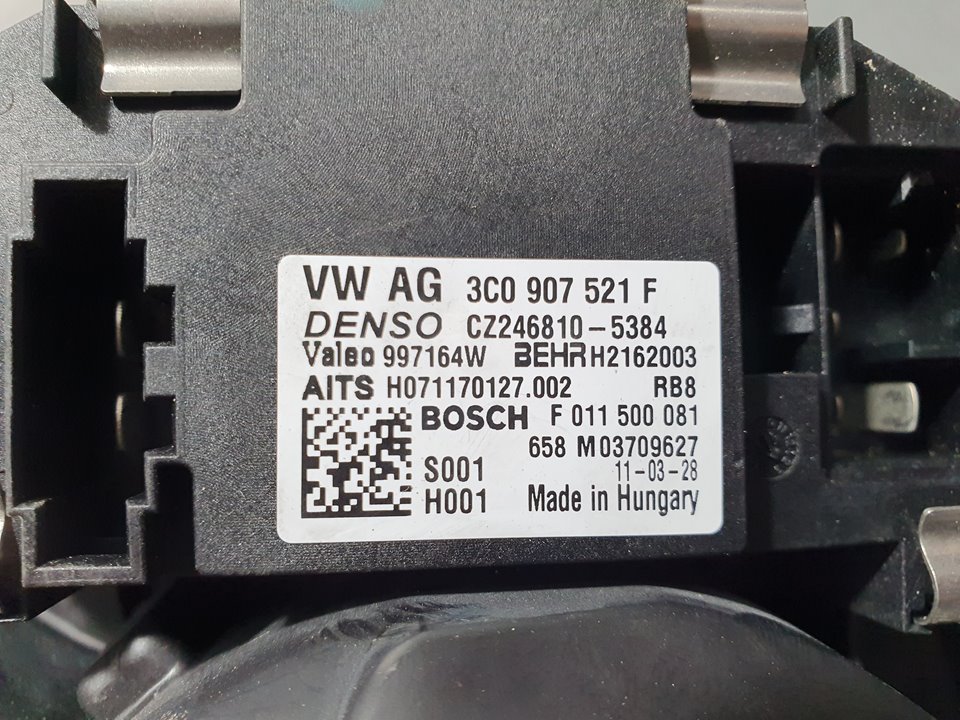 VW AG 3C0 907 521 F
DENSO CZ246810-5384
Valeo 997164W BEHR H2162003
AITS H071170127.002 RB8
BOSCH F 011 500 081
658 M03709627
S001 11-03-28
H001 Made in Hungary